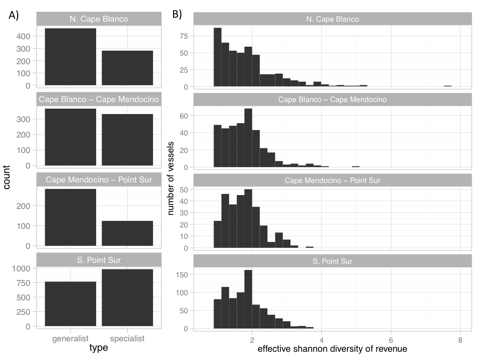 A)
N. Cape Blanco
400
300
200
100
0
Cape Blanco – Cape Mendocino
300
200
100
0
Cape Mendocino – Point Sur
200
100
0
S. Point Sur
1000
750
500
250
0
generalist specialist
type
count
B)
N. Cape Blanco
75
50
25
0
Cape Blanco – Cape Mendocino
60
40
20
0
Cape Mendocino – Point Sur
50
40
30
20
10
0
S. Point Sur
150
100
50
0
2 4 6 8
effective shannon diversity of revenue
number of vessels